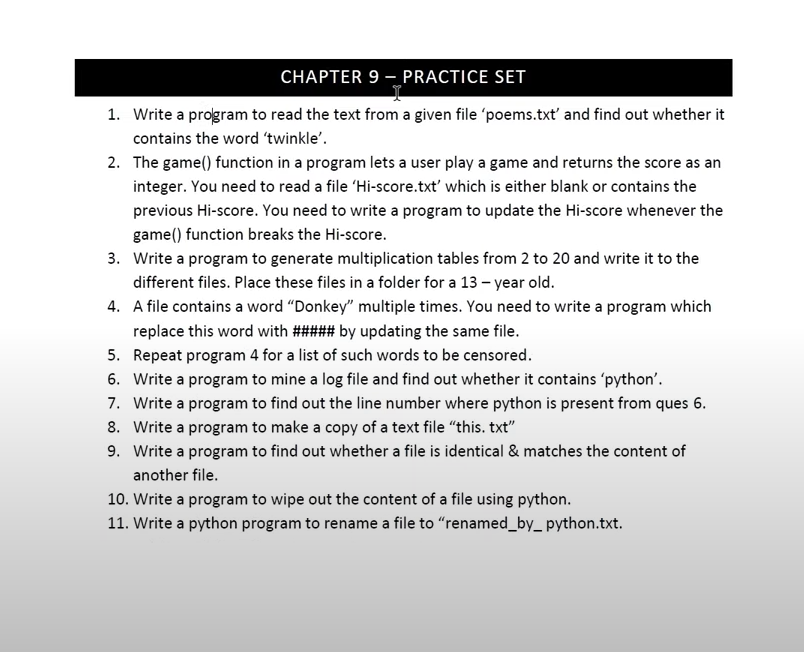 CHAPTER 9 – PRACTICE SET
1. Write a program to read the text from a given file ‘poems.txt’ and find out whether it
contains the word ‘twinkle’.
2. The game() function in a program lets a user play a game and returns the score as an
integer. You need to read a file ‘Hi-score.txt’ which is either blank or contains the
previous Hi-score. You need to write a program to update the Hi-score whenever the
game() function breaks the Hi-score.
3. Write a program to generate multiplication tables from 2 to 20 and write it to the
different files. Place these files in a folder for a 13 – year old.
4. A file contains a word “Donkey” multiple times. You need to write a program which
replace this word with ##### by updating the same file.
5. Repeat program 4 for a list of such words to be censored.
6. Write a program to mine a log file and find out whether it contains ‘python’.
7. Write a program to find out the line number where python is present from ques 6.
8. Write a program to make a copy of a text file “this. txt”
9. Write a program to find out whether a file is identical & matches the content of
another file.
10. Write a program to wipe out the content of a file using python.
11. Write a python program to rename a file to “renamed_by_ python.txt.